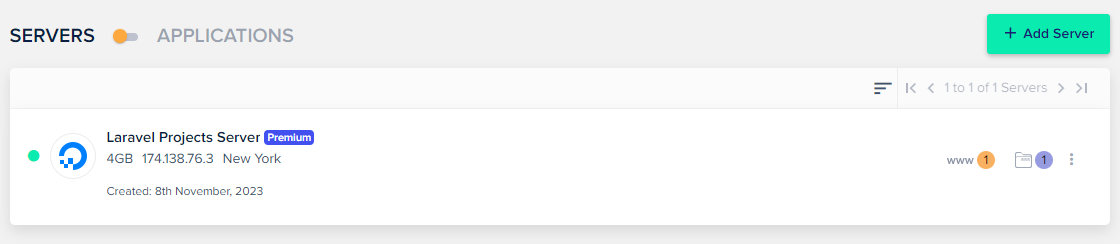 SERVERS APPLICATIONS + Add Server
1 to 1 of 1 Servers
Laravel Projects Server Premium
4GB 174.138.76.3 New York
www 1 1
Created: 8th November, 2023